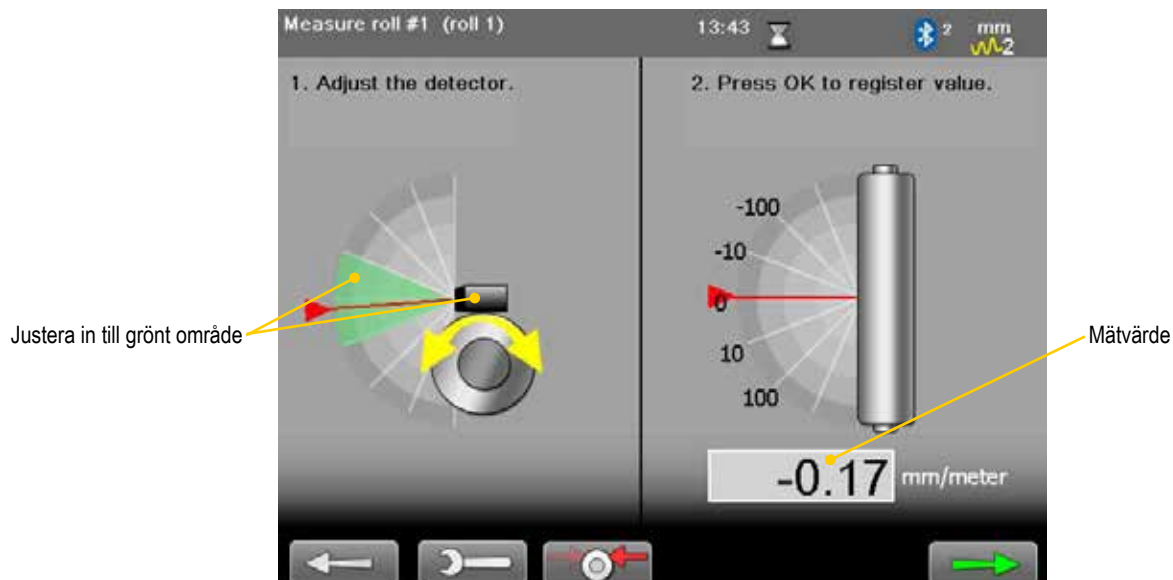 Measure roll #1 (roll 1)
13:43
2
mm
2
1. Adjust the detector.
2. Press OK to register value.
-100
-10
0
10
100
Justera in till grönt område
Mätvärde
-0.17 mm/meter